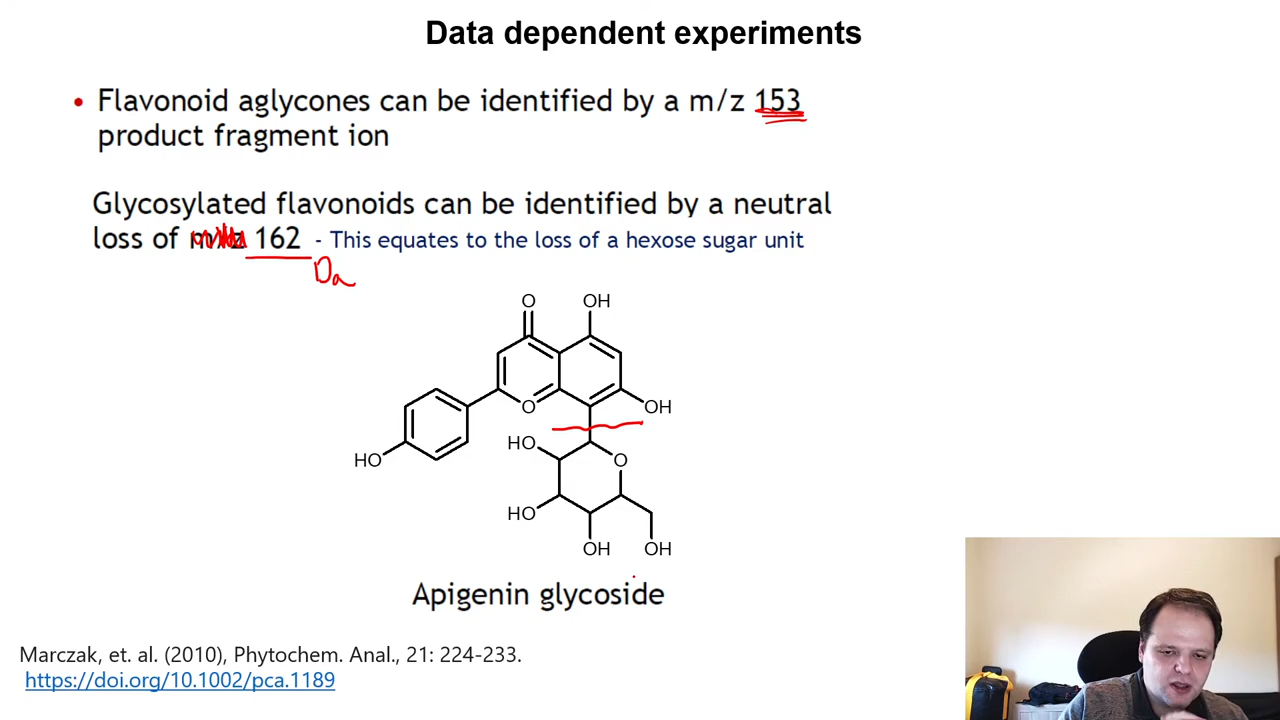 Data dependent experiments
• Flavonoid aglycones can be identified by a m/z 153
product fragment ion
Glycosylated flavonoids can be identified by a neutral
loss of m/z 162 - This equates to the loss of a hexose sugar unit
Da
O OH
O OH
HO O
HO
HO
OH OH
Apigenin glycoside
Marczak, et. al. (2010), Phytochem. Anal., 21: 224-233.
https://doi.org/10.1002/pca.1189